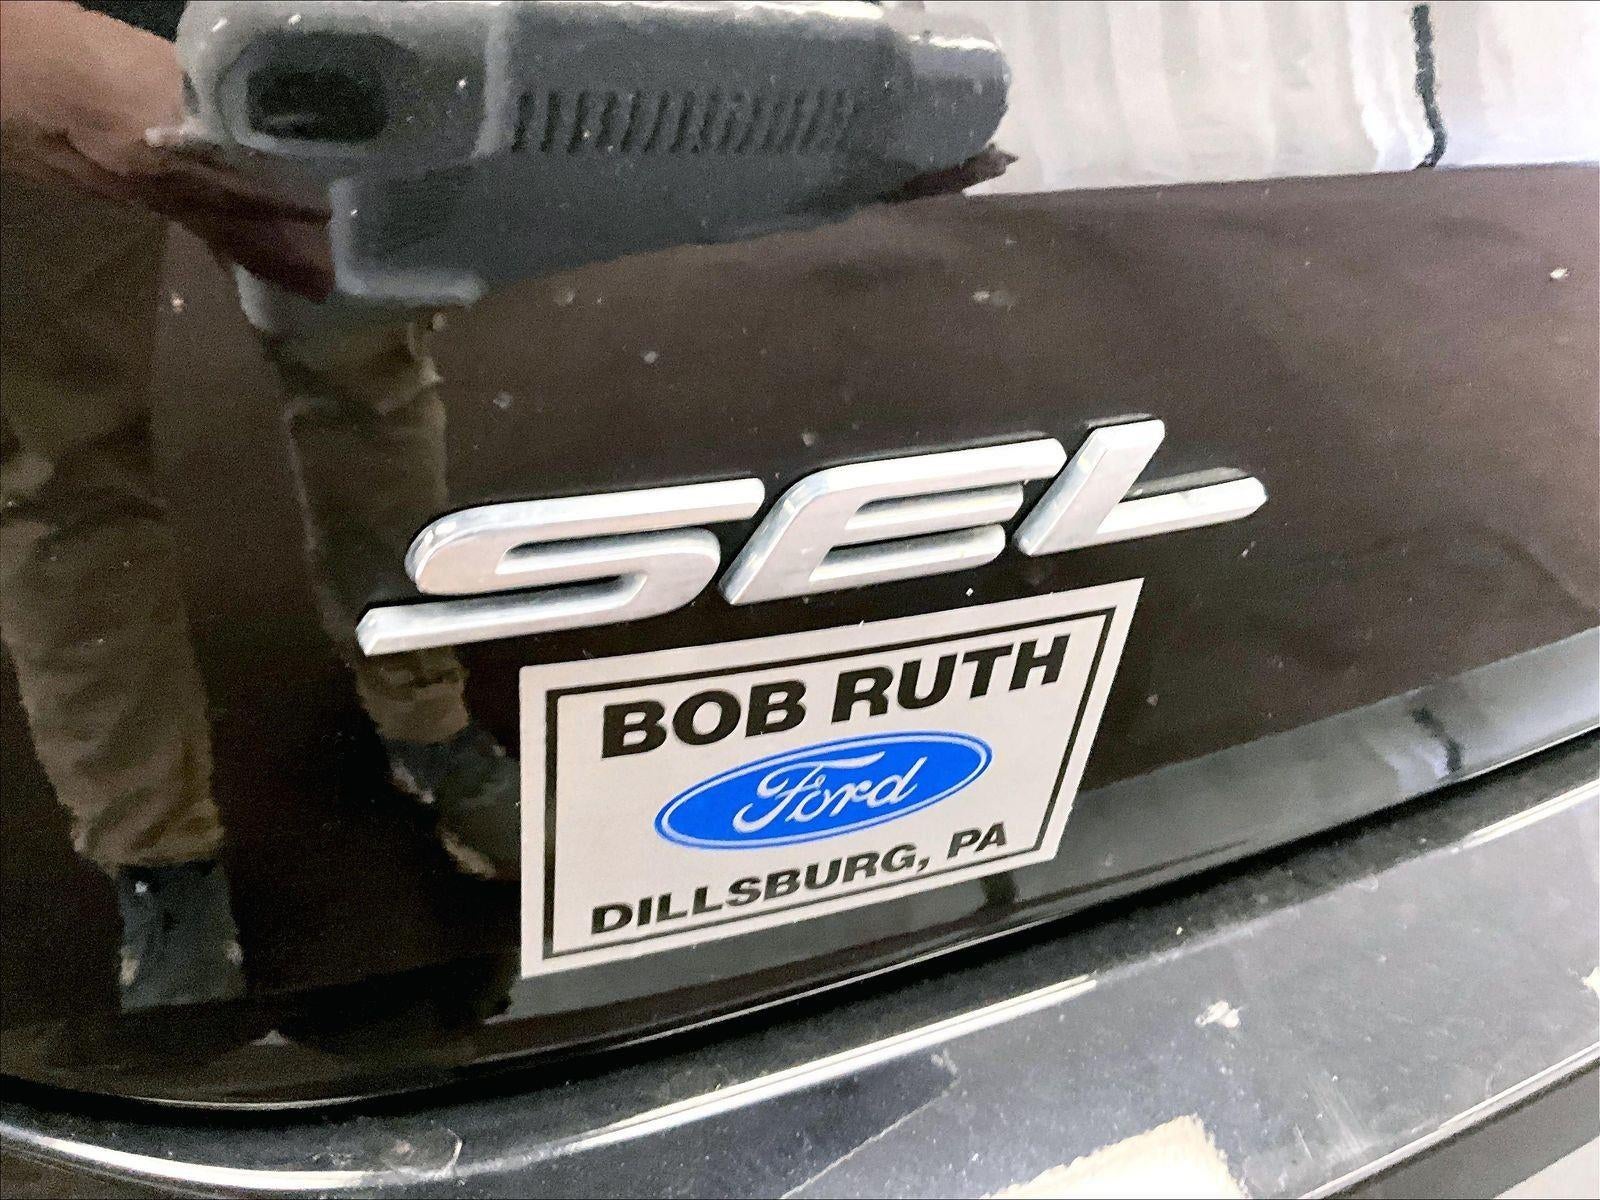 SEL
BOB RUTH
Ford
DILLSBURG, PA